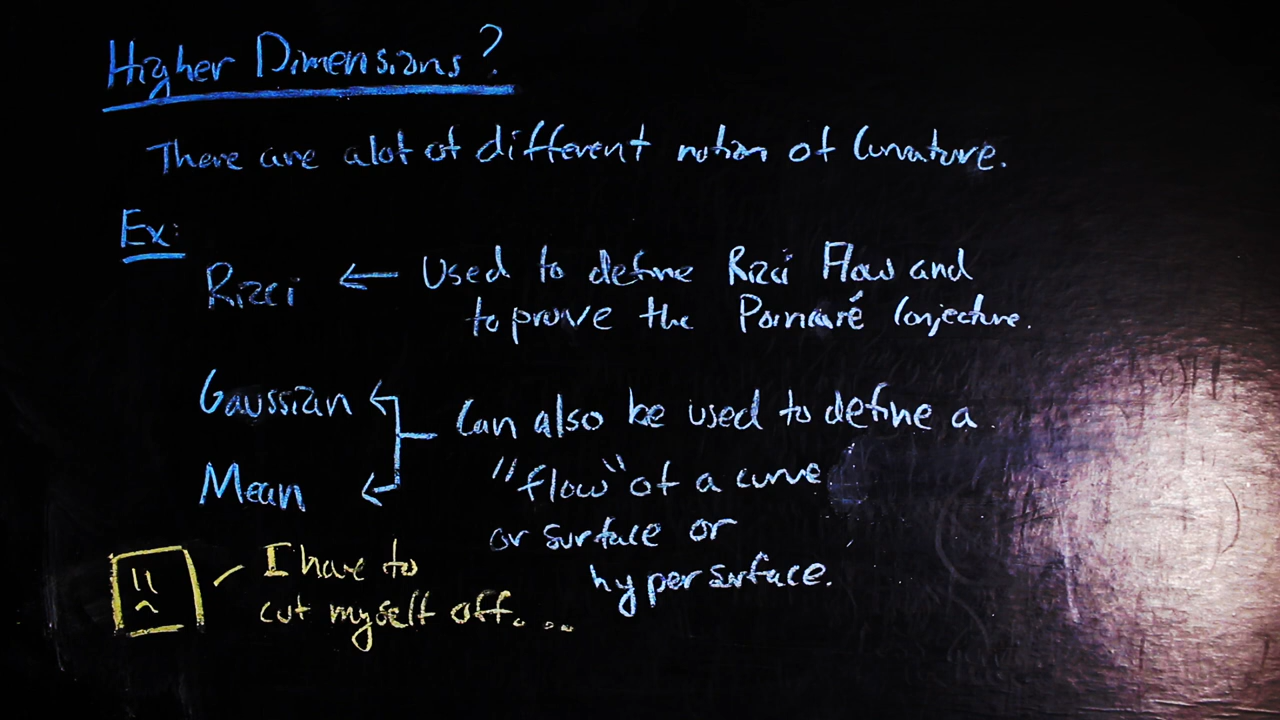 Higher Dimensions?
There are alot of different notion of Curvature.
Ex:
Ricci ← Used to define Ricci Flow and
to prove the Poincaré Conjecture.
Gaussian
Can also be used to define a
"flow" of a curve
Mean
or surface or
hypersurface.
I have to
cut myself off...